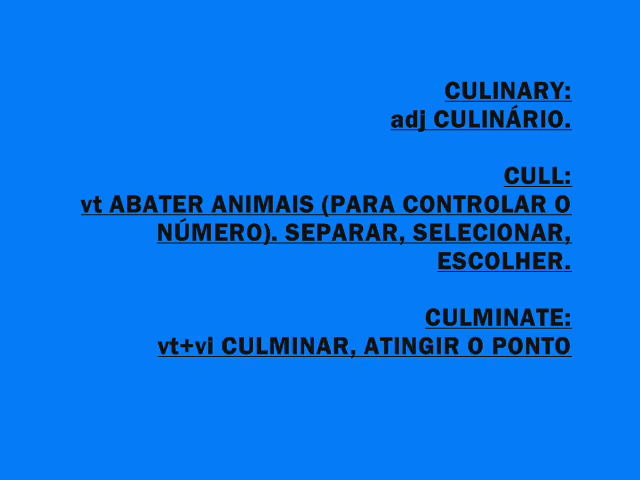 CULINARY:
adj CULINÁRIO.
CULL:
vt ABATER ANIMAIS (PARA CONTROLAR O
NÚMERO). SEPARAR, SELECIONAR,
ESCOLHER.
CULMINATE:
vt+vi CULMINAR, ATINGIR O PONTO